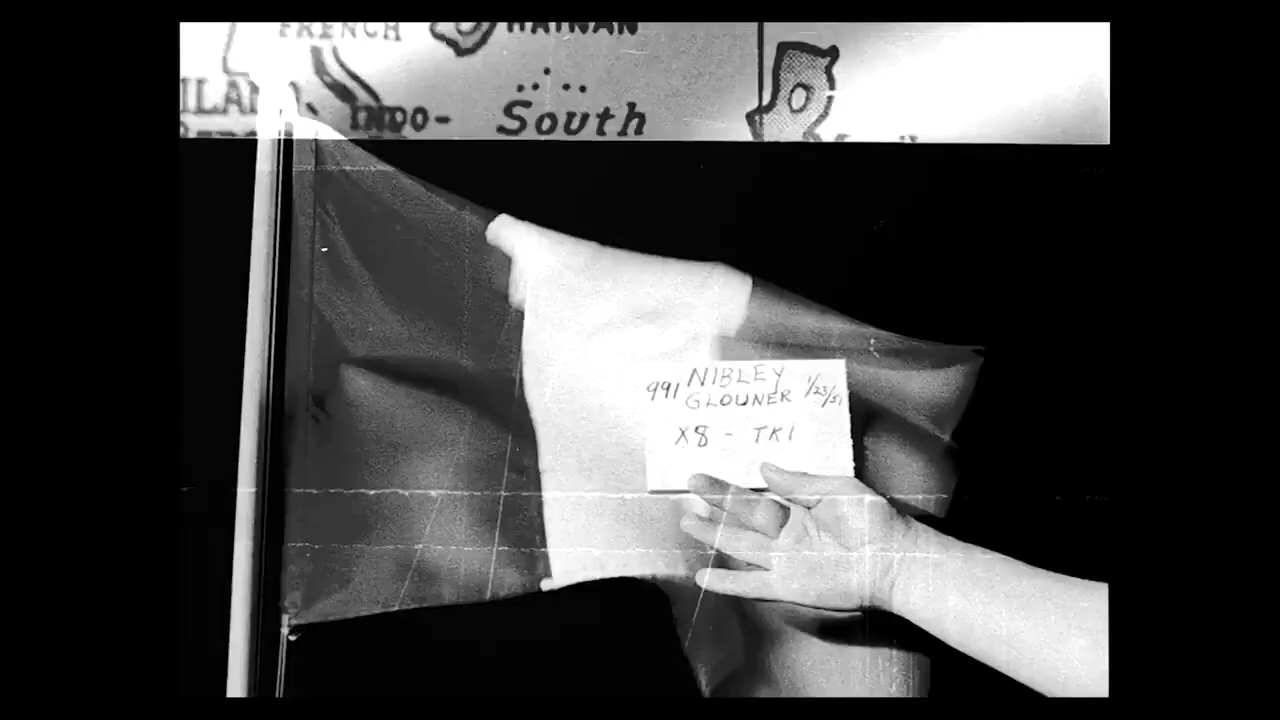 FRENCH HAINAN
INDO- South
991 NIBLEY 1/23/51
GLOUNER
X8 - TK1